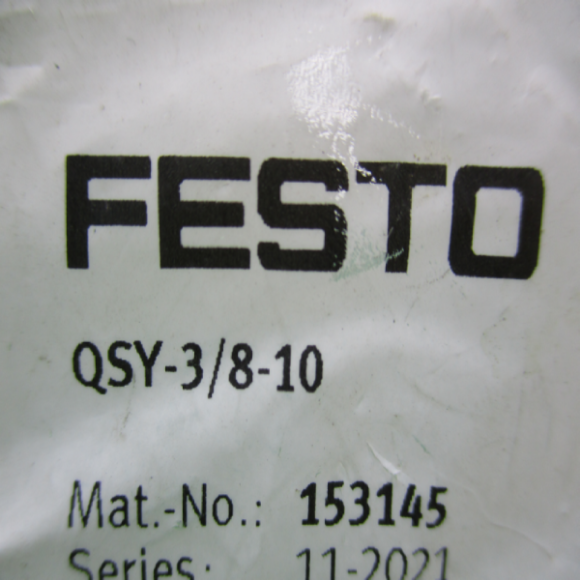 FESTO
QSY-3/8-10
Mat.-No.: 153145
Series: 11-2021